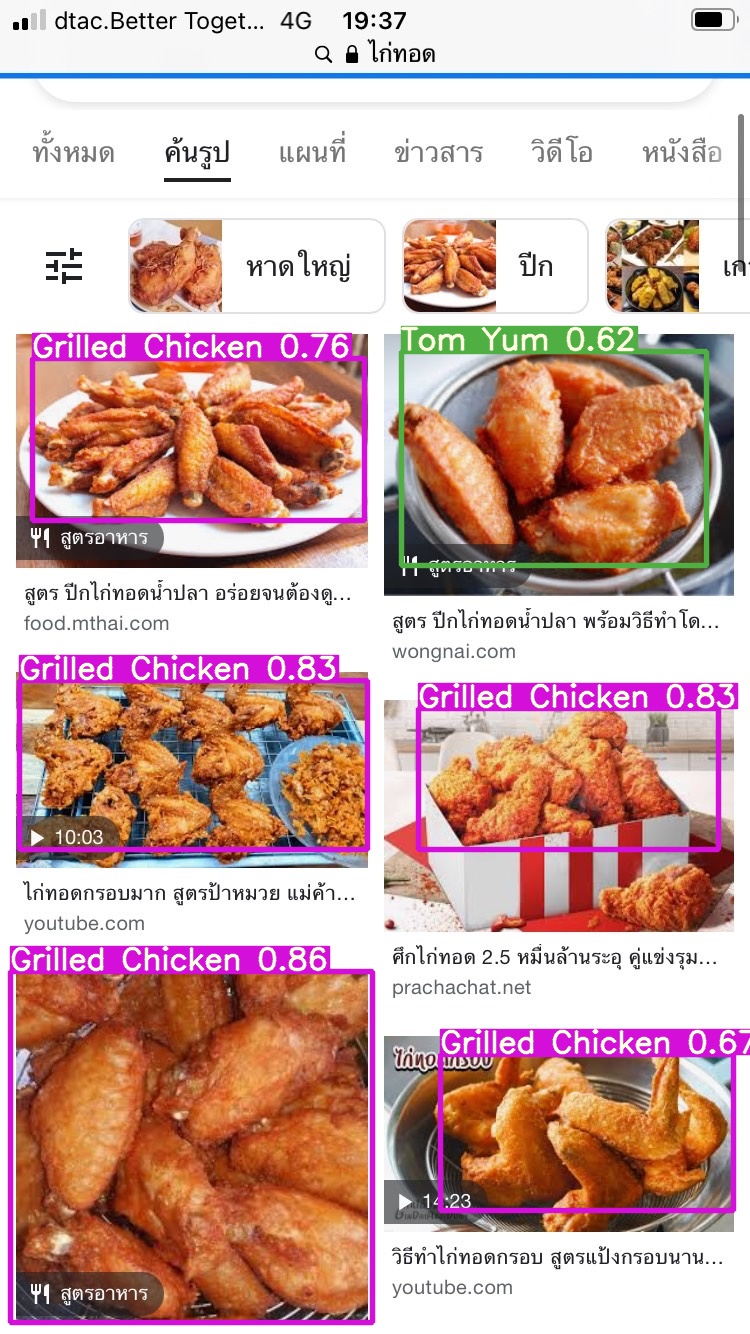 dtac.Better Toget... 4G 19:37
ไก่ทอด
ทั้งหมด ค้นรูป แผนที่ ข่าวสาร วิดีโอ หนังสือ
หาดใหญ่ ปีก
Grilled Chicken 0.76
Tom Yum 0.62
สูตรอาหาร
สูตรอาหาร
สูตร ปีกไก่ทอดน้ำปลา อร่อยจนต้องดู...
food.mthai.com
สูตร ปีกไก่ทอดน้ำปลา พร้อมวิธีทำโด...
wongnai.com
Grilled Chicken 0.83
Grilled Chicken 0.83
10:03
ไก่ทอดกรอบมาก สูตรป้าหมวย แม่ค้า...
youtube.com
ศึกไก่ทอด 2.5 หมื่นล้านระอุ คู่แข่งรุม...
prachachat.net
Grilled Chicken 0.86
Grilled Chicken 0.67
14:23
สูตรอาหาร
วิธีทำไก่ทอดกรอบ สูตรแป้งกรอบนาน...
youtube.com